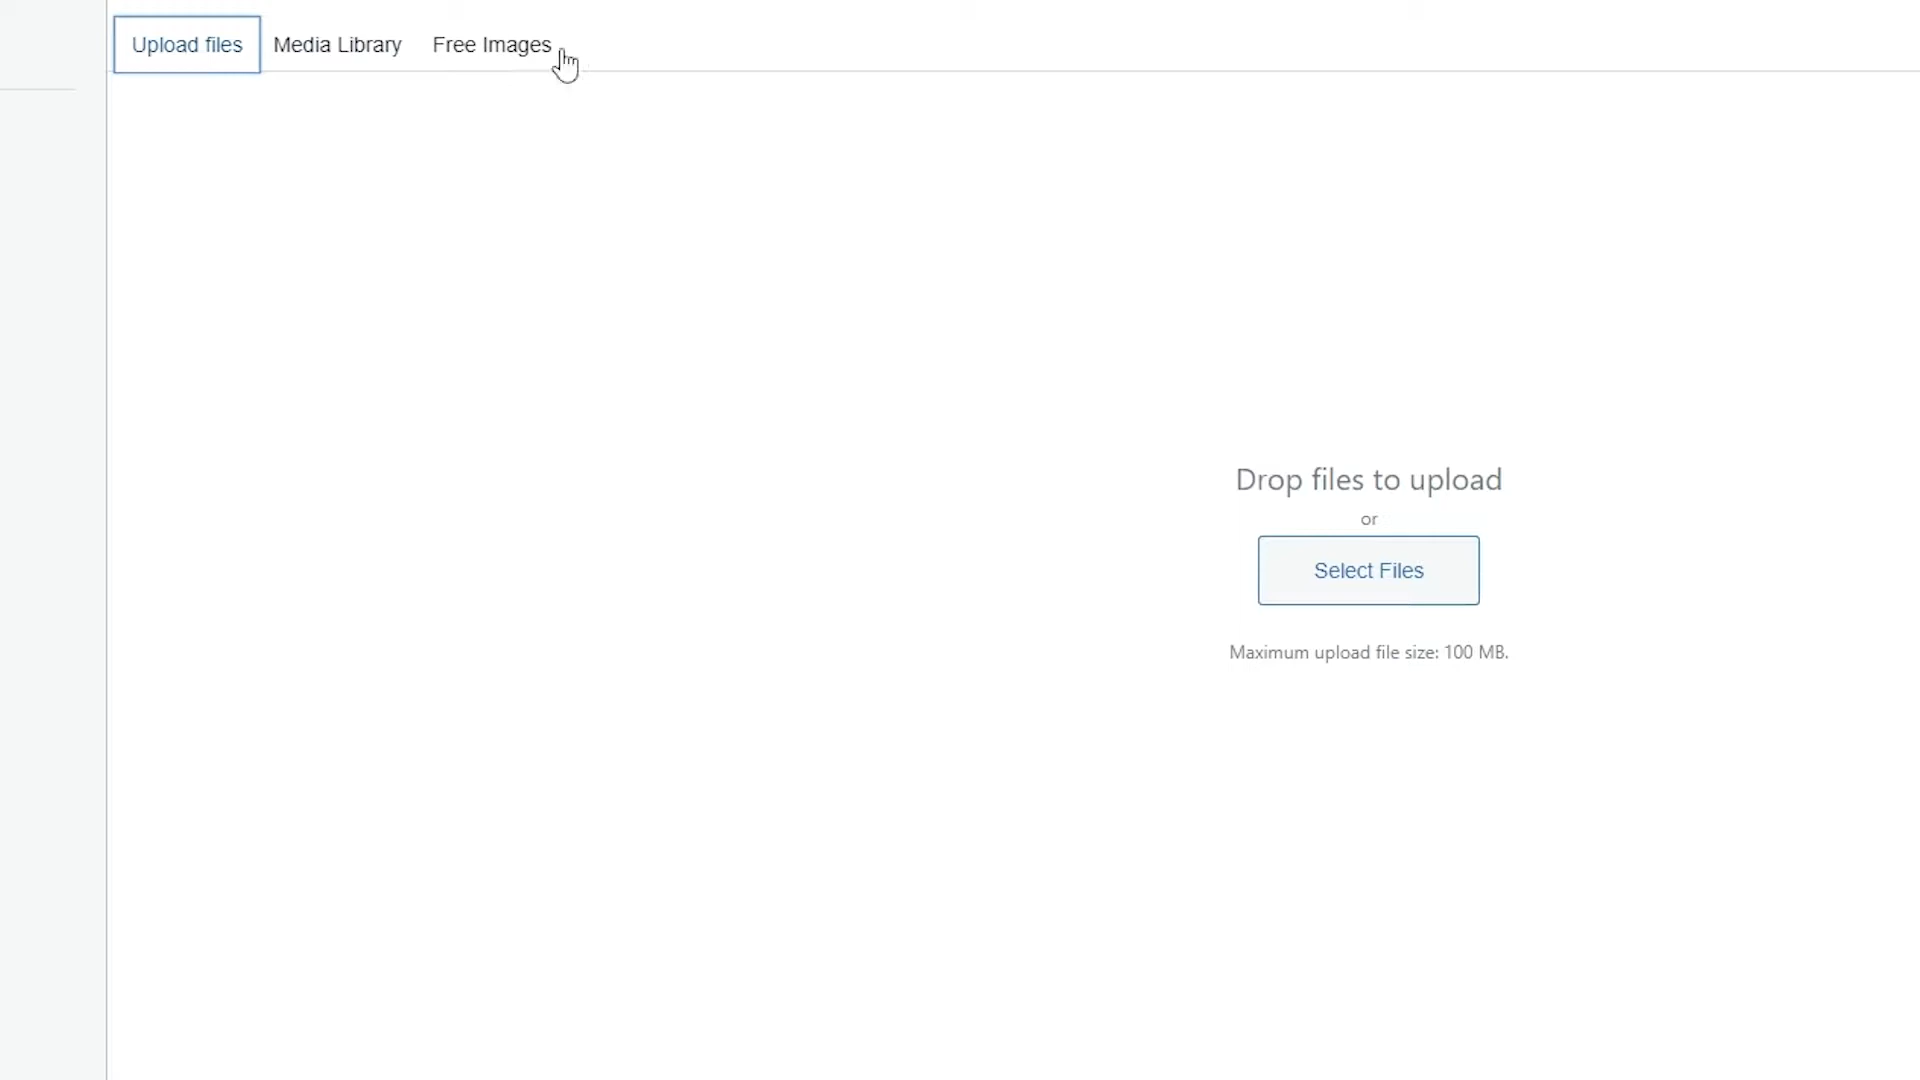 Upload files Media Library Free Images
Drop files to upload
or
Select Files
Maximum upload file size: 100 MB.